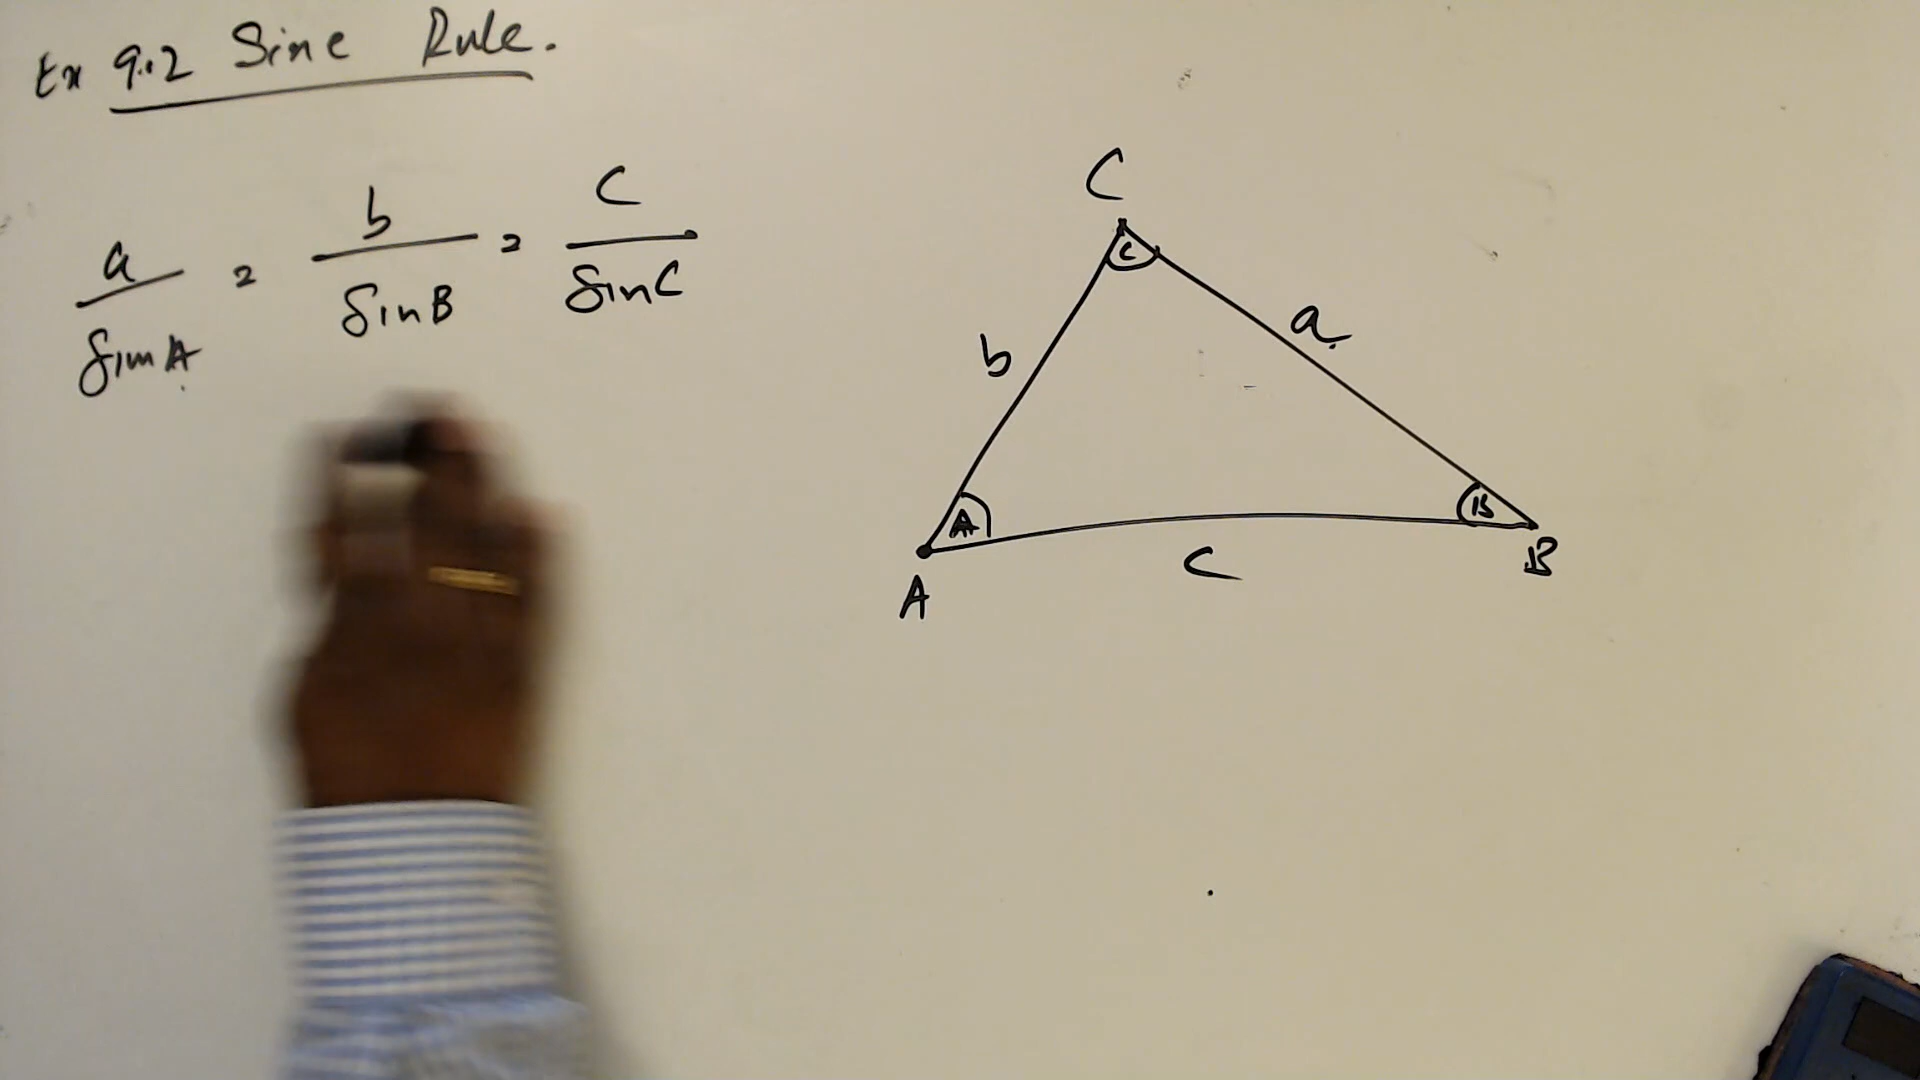 Ex 9.2 Sine Rule.
a/SinA = b/SinB = c/SinC
C
c
b
a
A
B
c
A
B